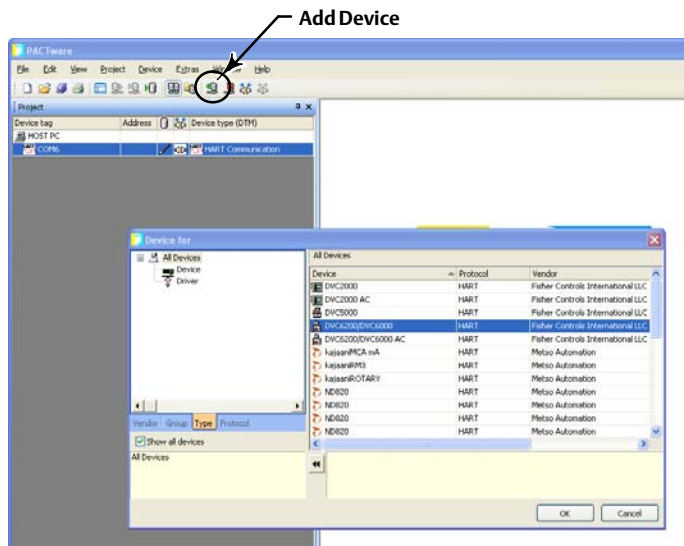 Add Device
PACTware
File Edit View Project Device Extras Window Help
Project
Device tag Address Device type (DTM)
HOST PC
COM6 HART Communication
Device for
All Devices
Device
Driver
Vendor Group Type Protocol
Show all devices
All Devices
All Devices
Device Protocol Vendor
DVC2000 HART Fisher Controls International LLC
DVC2000 AC HART Fisher Controls International LLC
DVC5000 HART Fisher Controls International LLC
DVC6200/DVC6000 HART Fisher Controls International LLC
DVC6200/DVC6000 AC HART Fisher Controls International LLC
kajaaniMCA mA HART Metso Automation
kajaaniRM3 HART Metso Automation
kajaaniROTARY HART Metso Automation
ND820 HART Metso Automation
ND820 HART Metso Automation
ND820 HART Metso Automation
ND820 HART Metso Automation
OK Cancel